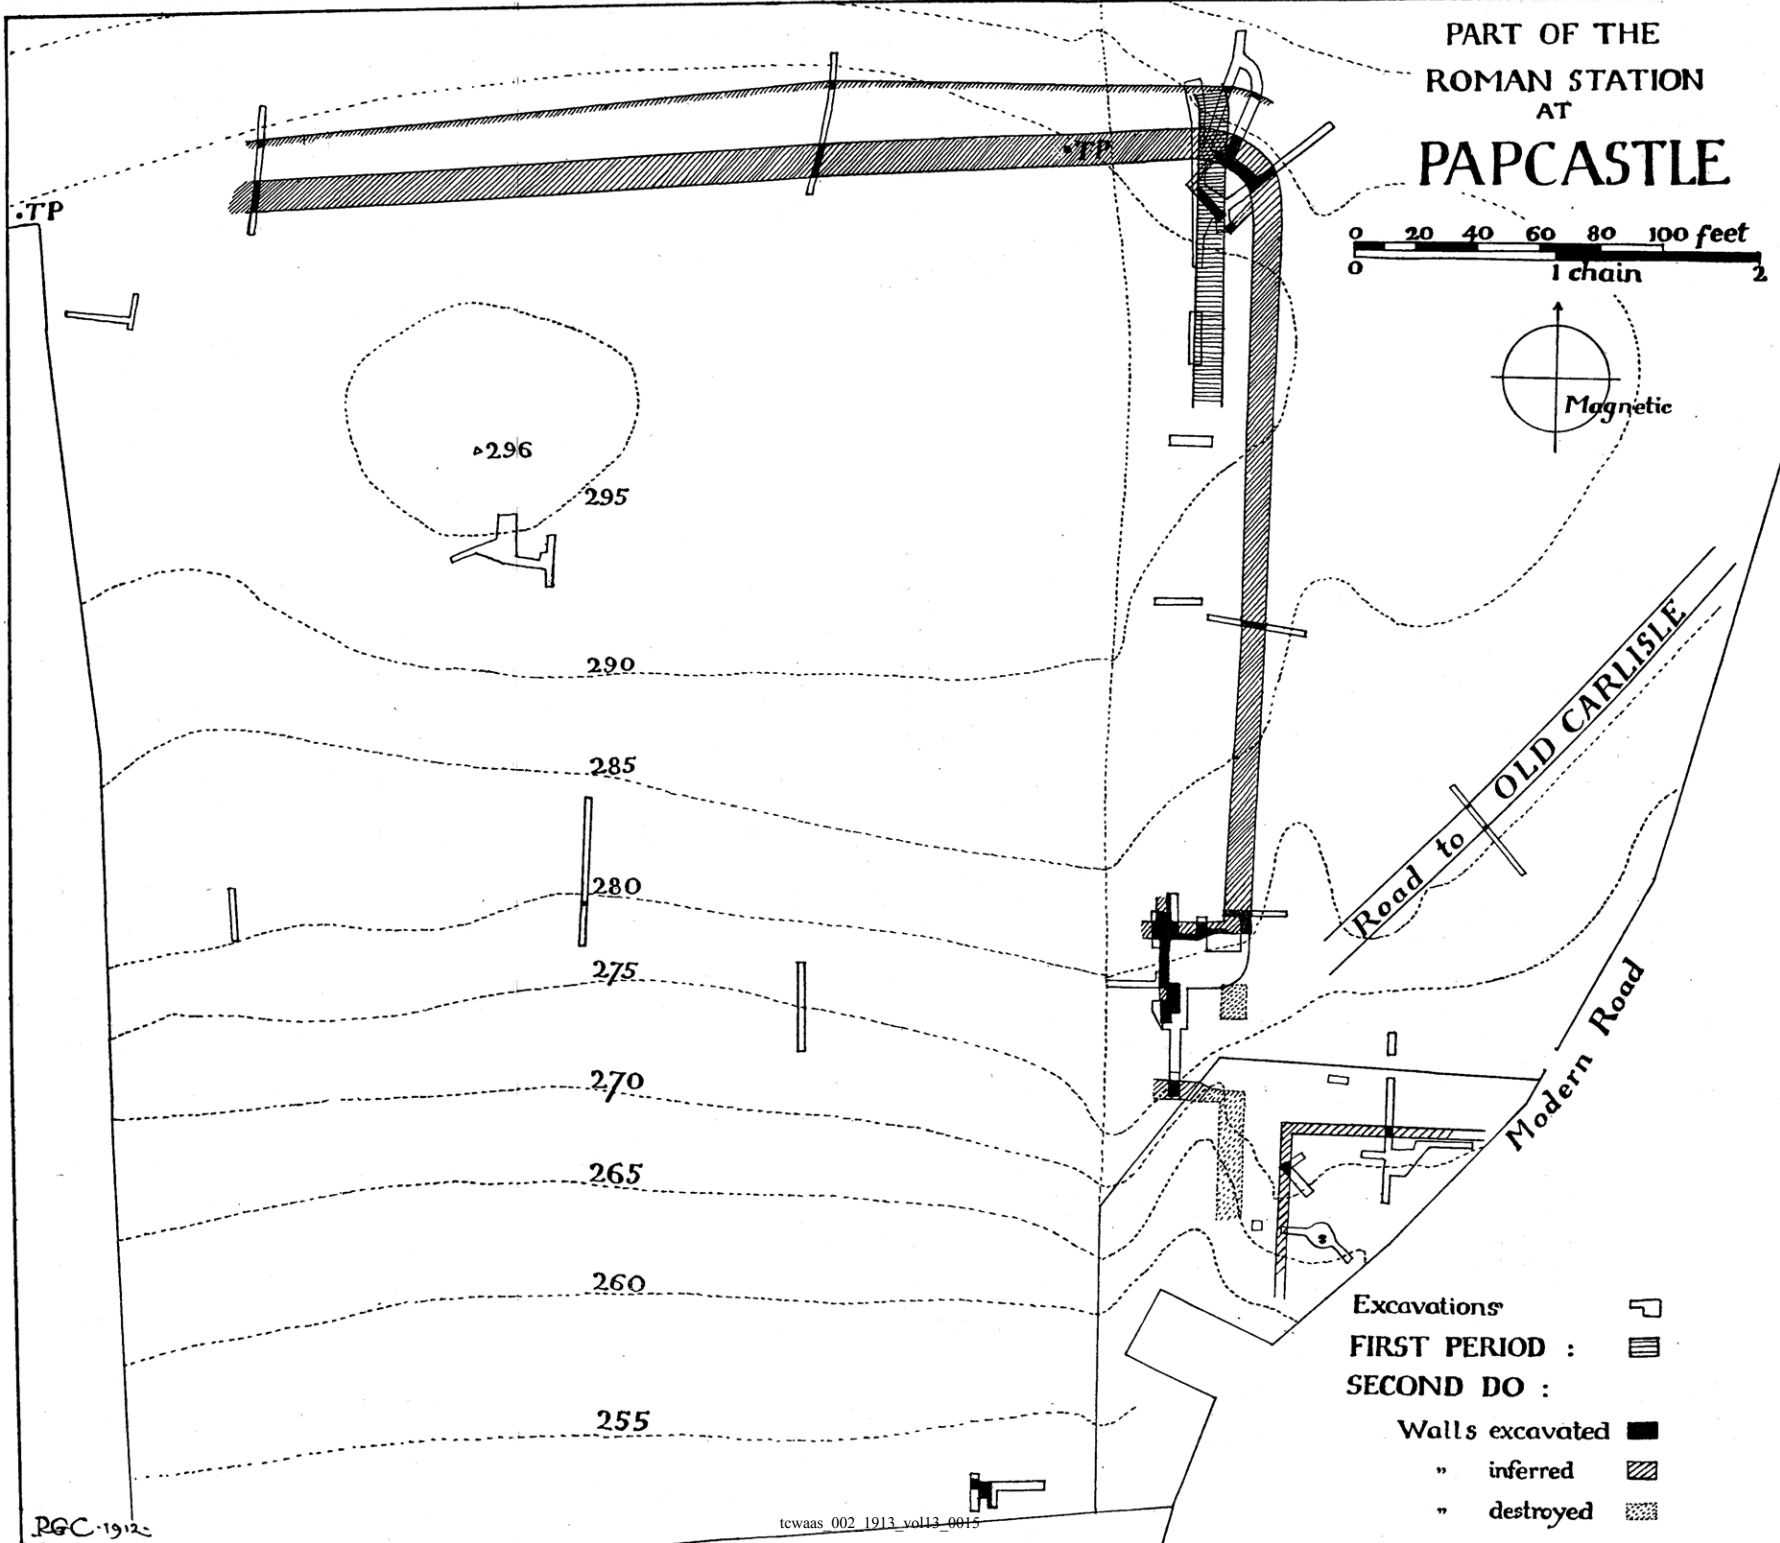 PART OF THE
ROMAN STATION
AT
PAPCASTLE
0 20 40 60 80 100 feet
0 1 chain 2
Magnetic
TP
TP
296
295
290
285
280
275
270
265
260
255
Road to OLD CARLISLE
Modern Road
s
Excavations
FIRST PERIOD :
SECOND DO :
Walls excavated
" inferred
" destroyed
RGC·1912-
tcwaas_002_1913_vol13_0015